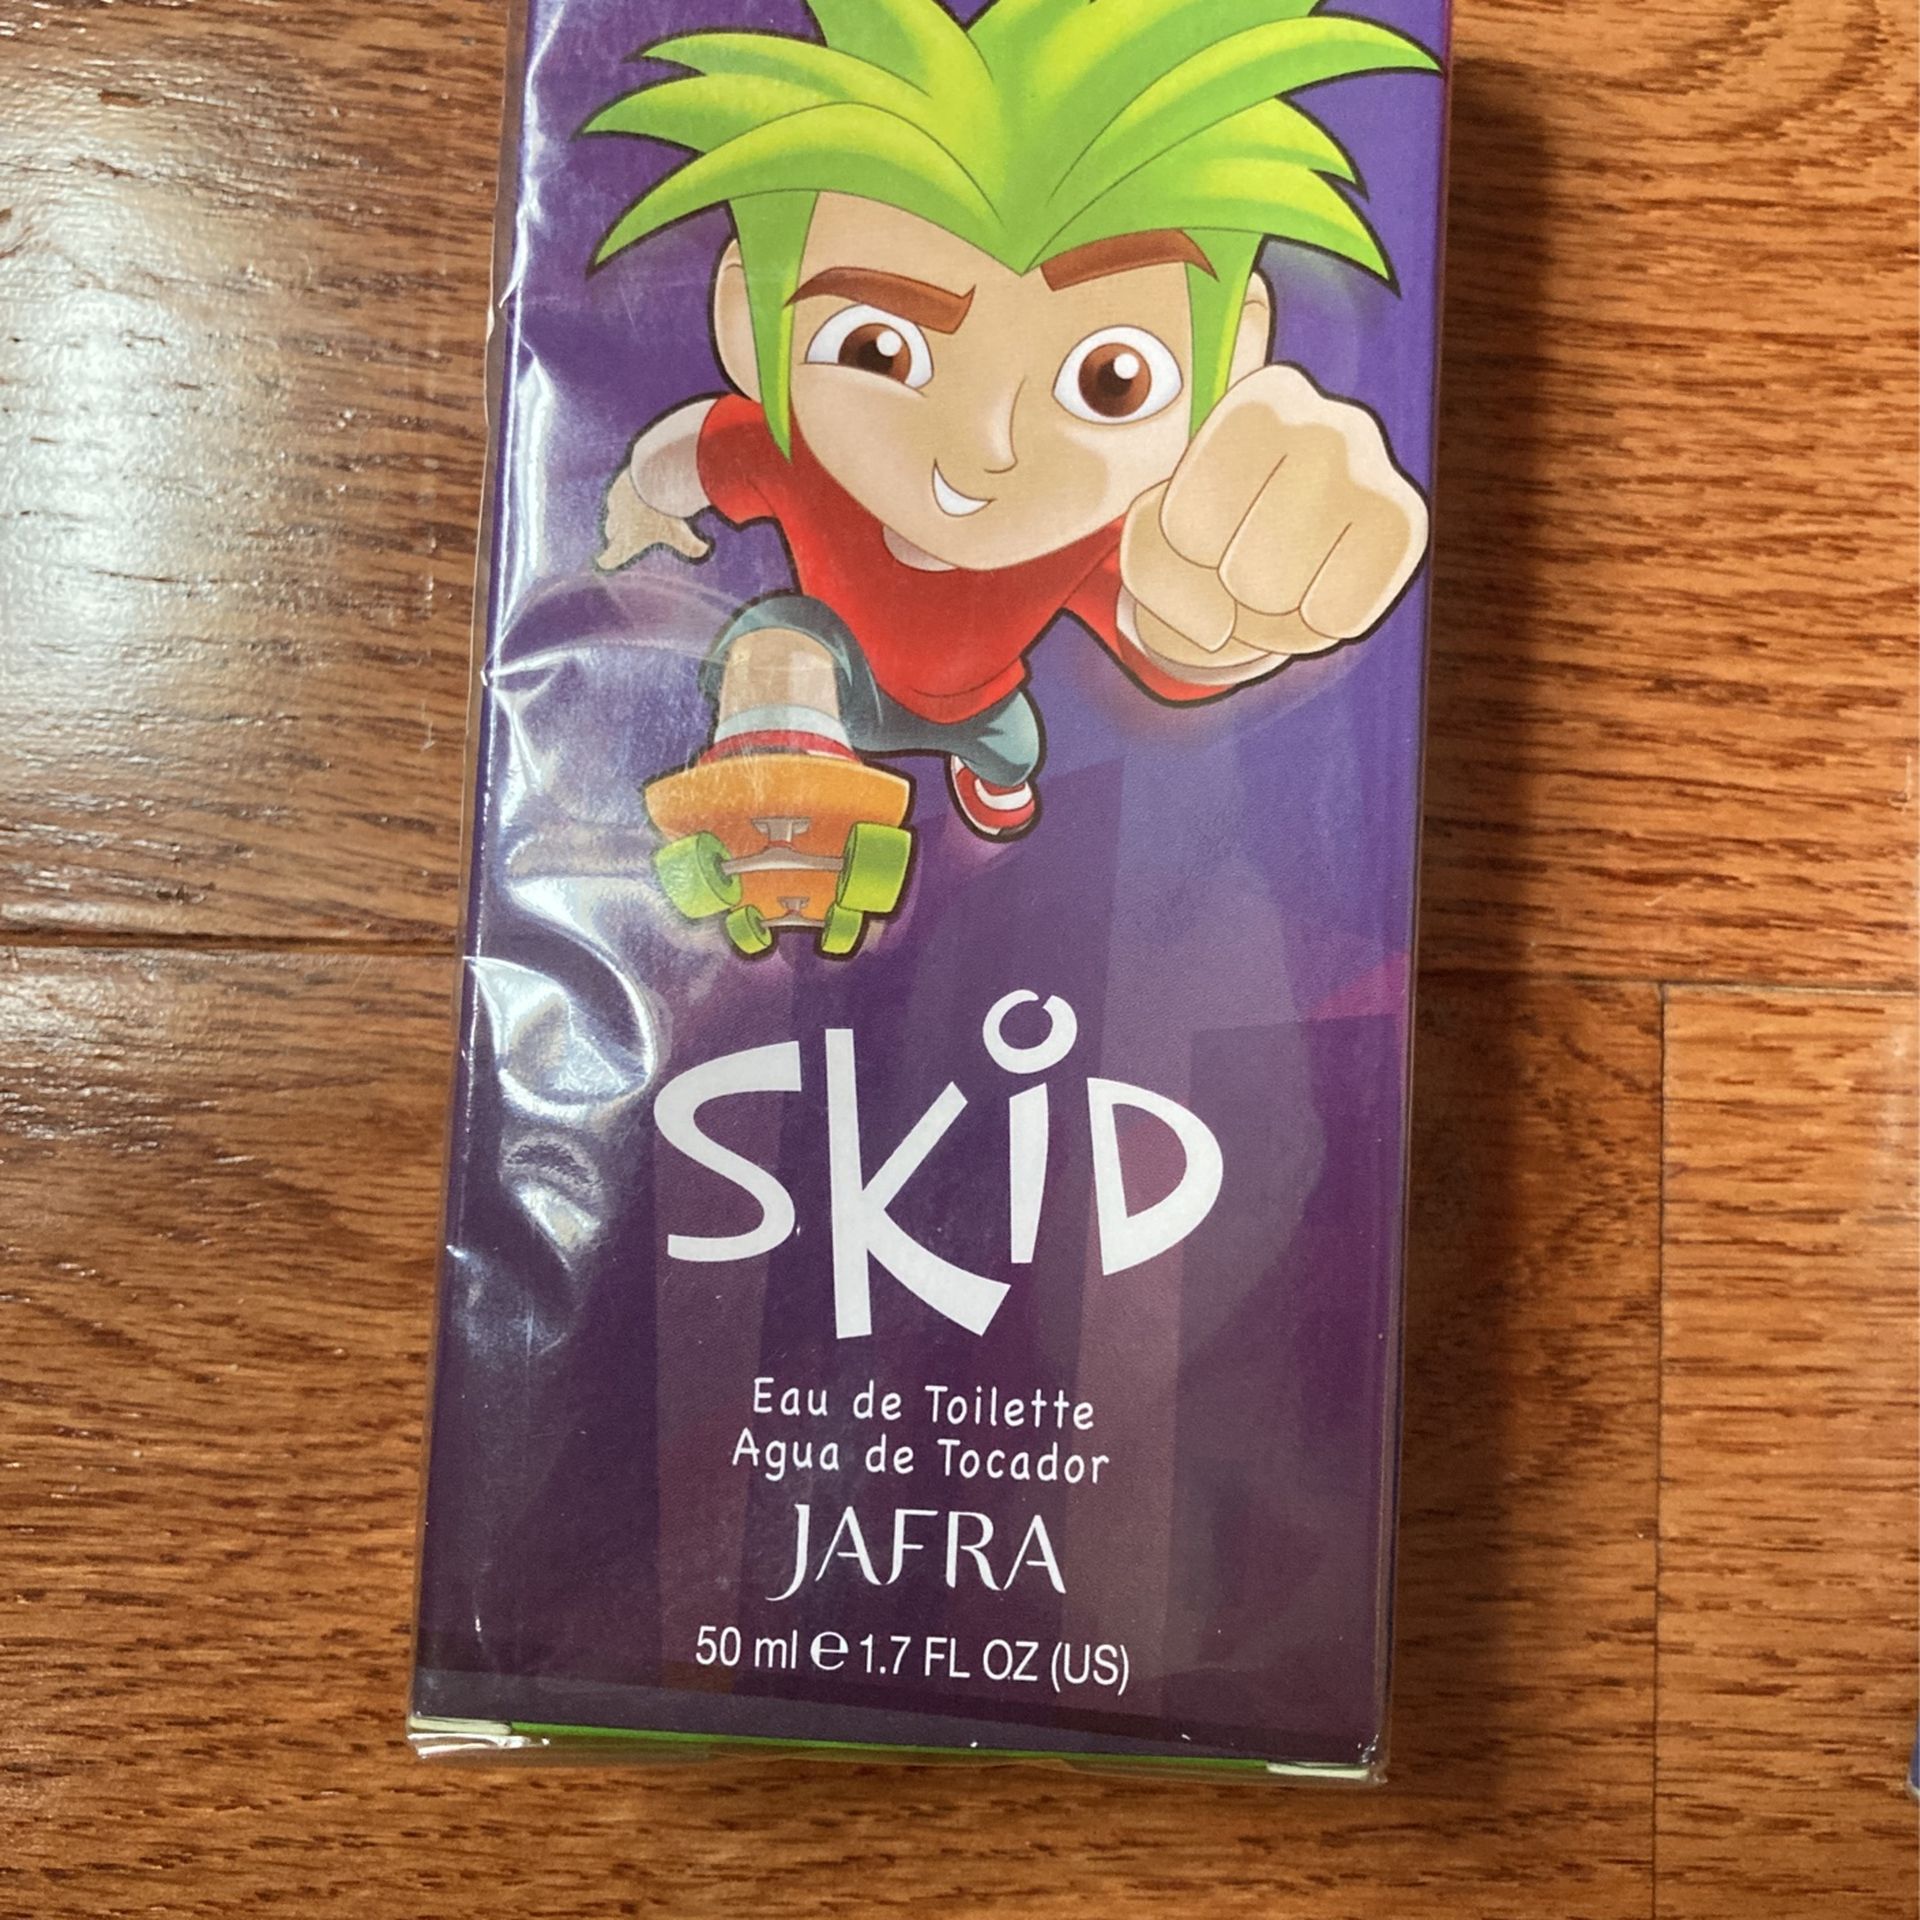 SKiD
Eau de Toilette
Agua de Tocador
JAFRA
50 ml ℮ 1.7 FL OZ (US)